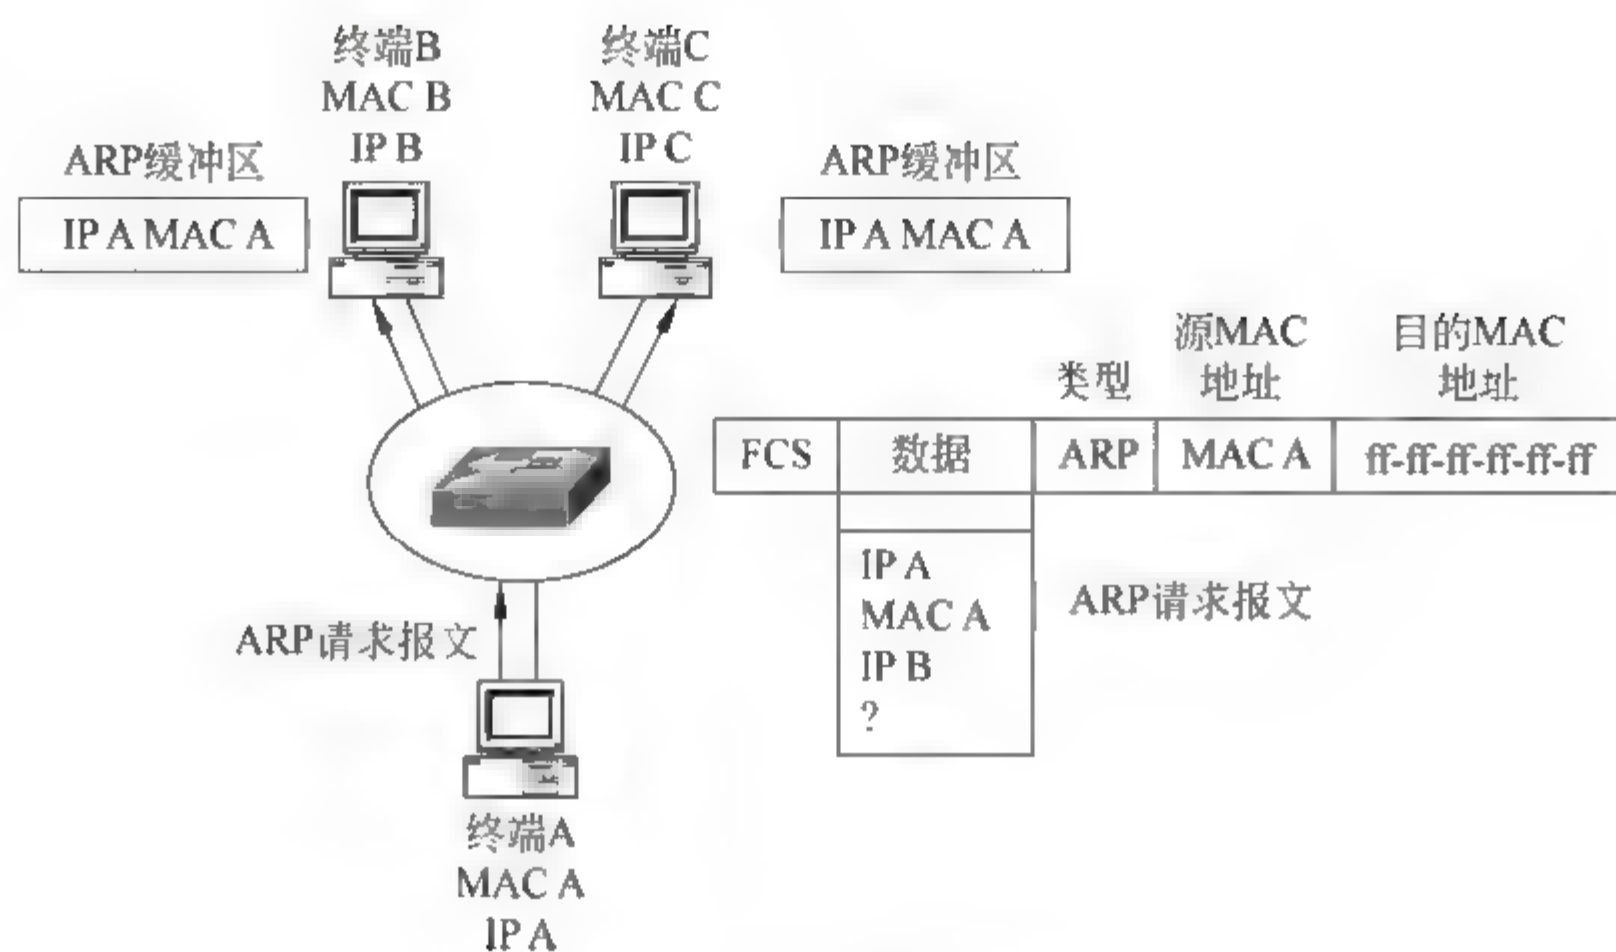 终端B
MAC B
IP B
终端C
MAC C
IP C
ARP缓冲区
IP A MAC A
ARP缓冲区
IP A MAC A
类型
源MAC
地址
目的MAC
地址
FCS
数据
ARP
MAC A
ff-ff-ff-ff-ff-ff
IP A
MAC A
IP B
?
ARP请求报文
ARP请求报文
终端A
MAC A
IP A